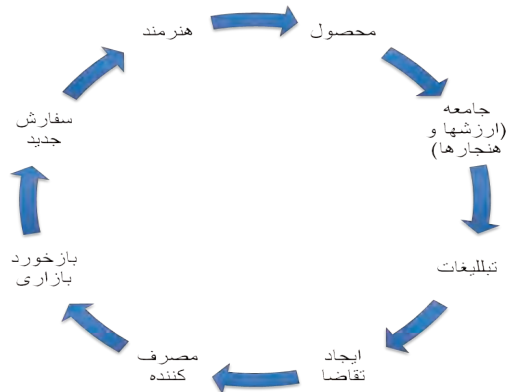 هنرمند
محصول
جامعه
(ارزشها و
هنجارها)
تبلیغات
ایجاد
تقاضا
مصرف
کننده
بازخورد
بازاری
سفارش
جدید